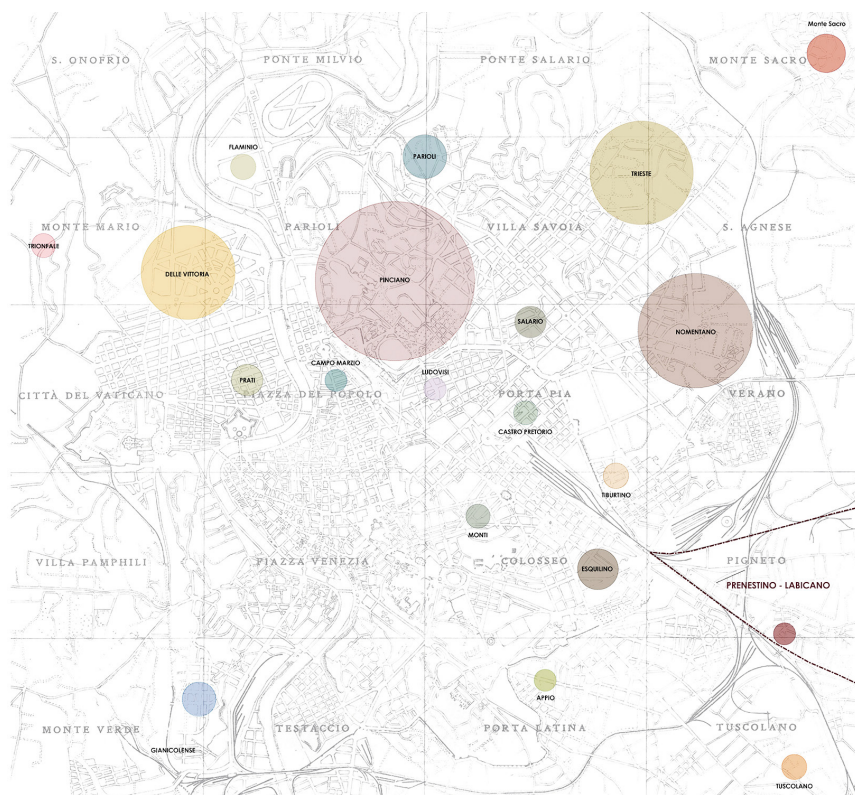 Monte Sacro
S. ONOFRIO
PONTE MILVIO
PONTE SALARIO
MONTE SACRO
FLAMINIO
PARIOLI
TRIESTE
MONTE MARIO
PARIOLI
VILLA SAVOIA
S. AGNESE
TRIONFALE
DELLE VITTORIA
PINCIANO
SALARIO
NOMENTANO
CAMPO MARZIO
LUDOVISI
PRATI
CITTÀ DEL VATICANO
PIAZZA DEL POPOLO
PORTA PIA
VERANO
CASTRO PRETORIO
TIBURTINO
MONTI
VILLA PAMPHILI
PIAZZA VENEZIA
COLOSSEO
PIGNETO
ESQUILINO
PRENESTINO - LABICANO
APPIO
MONTE VERDE
TESTACCIO
PORTA LATINA
TUSCOLANO
GIANICOLENSE
TUSCOLANO